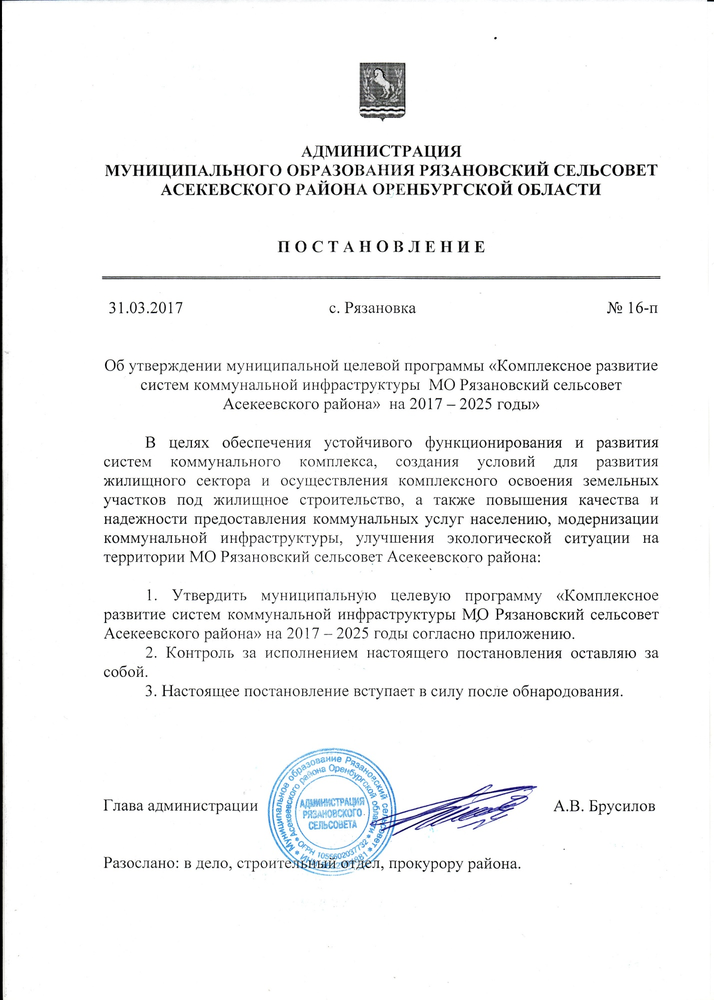 АДМИНИСТРАЦИЯ
МУНИЦИПАЛЬНОГО ОБРАЗОВАНИЯ РЯЗАНОВСКИЙ СЕЛЬСОВЕТ
АСЕКЕВСКОГО РАЙОНА ОРЕНБУРГСКОЙ ОБЛАСТИ
П О С Т А Н О В Л Е Н И Е
31.03.2017 с. Рязановка № 16-п
Об утверждении муниципальной целевой программы «Комплексное развитие
систем коммунальной инфраструктуры МО Рязановский сельсовет
Асекеевского района» на 2017 – 2025 годы»
В целях обеспечения устойчивого функционирования и развития
систем коммунального комплекса, создания условий для развития
жилищного сектора и осуществления комплексного освоения земельных
участков под жилищное строительство, а также повышения качества и
надежности предоставления коммунальных услуг населению, модернизации
коммунальной инфраструктуры, улучшения экологической ситуации на
территории МО Рязановский сельсовет Асекеевского района:
1. Утвердить муниципальную целевую программу «Комплексное
развитие систем коммунальной инфраструктуры МО Рязановский сельсовет
Асекеевского района» на 2017 – 2025 годы согласно приложению.
2. Контроль за исполнением настоящего постановления оставляю за
собой.
3. Настоящее постановление вступает в силу после обнародования.
Глава администрации А.В. Брусилов
Муниципальное образование Рязановский сельсовет
Асекеевского района Оренбургской области
АДМИНИСТРАЦИЯ
РЯЗАНОВСКОГО
СЕЛЬСОВЕТА
* ОГРН 1055602037732 *
* ИНН
Разослано: в дело, строительный отдел, прокурору района.